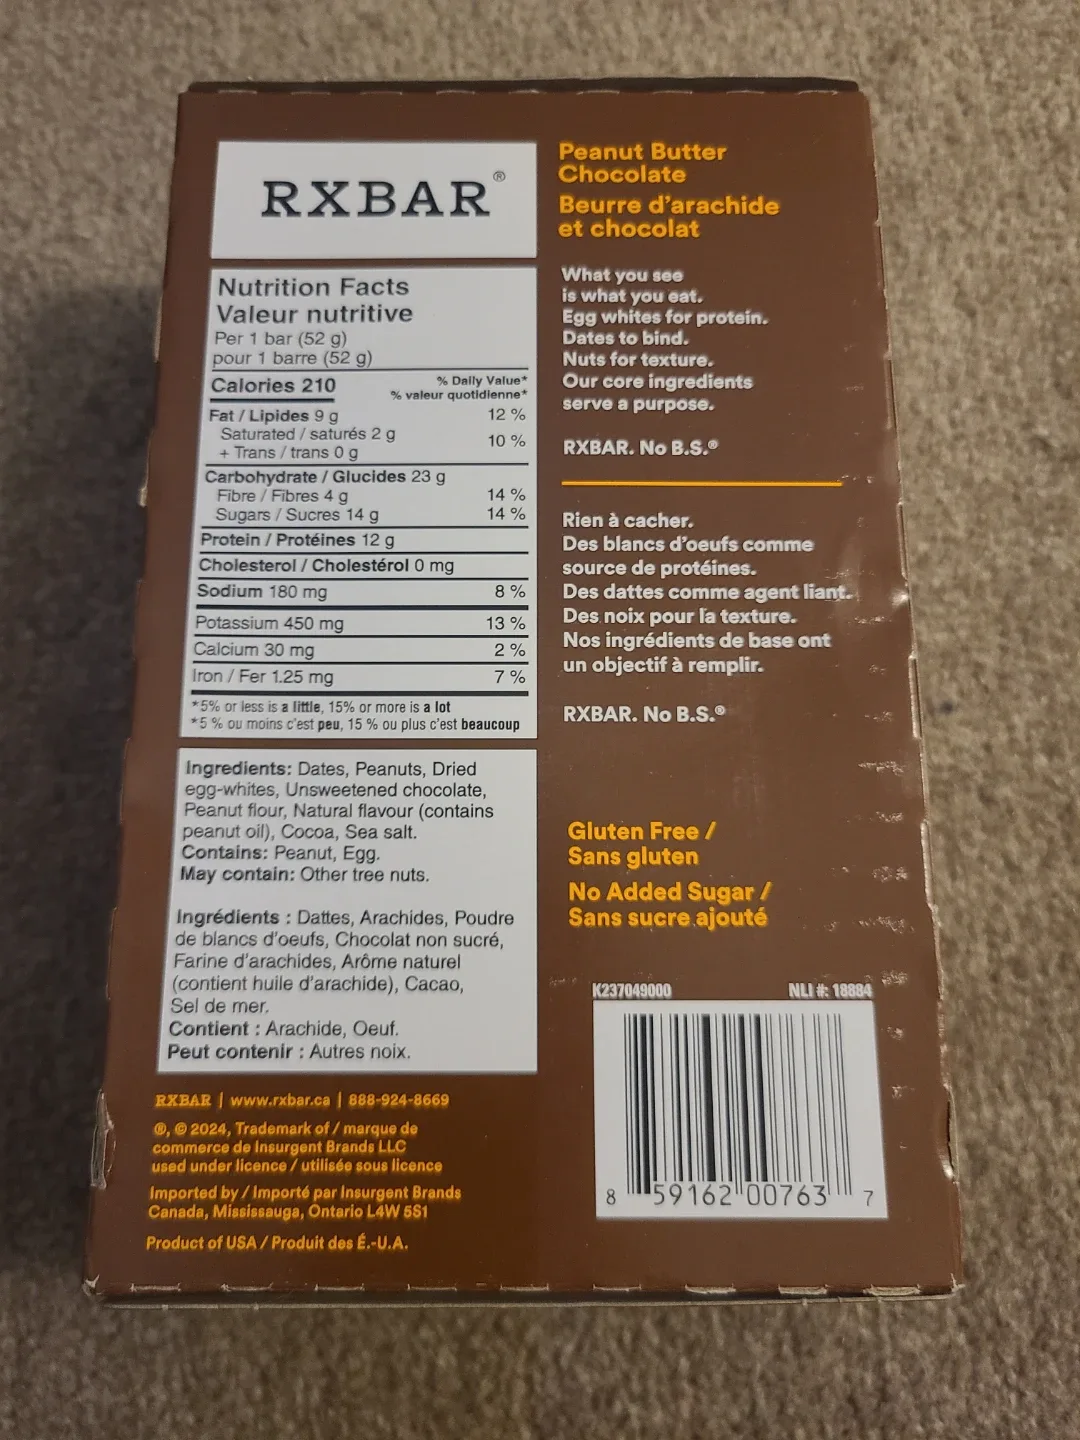 RXBAR®
Nutrition Facts
Valeur nutritive
Per 1 bar (52 g)
pour 1 barre (52 g)
Calories 210
% Daily Value*
% valeur quotidienne*
Fat / Lipides 9 g 12 %
Saturated / saturés 2 g
+ Trans / trans 0 g 10 %
Carbohydrate / Glucides 23 g
Fibre / Fibres 4 g 14 %
Sugars / Sucres 14 g 14 %
Protein / Protéines 12 g
Cholesterol / Cholestérol 0 mg
Sodium 180 mg 8 %
Potassium 450 mg 13 %
Calcium 30 mg 2 %
Iron / Fer 1.25 mg 7 %
*5% or less is a little, 15% or more is a lot
*5 % ou moins c'est peu, 15 % ou plus c'est beaucoup
Ingredients: Dates, Peanuts, Dried
egg-whites, Unsweetened chocolate,
Peanut flour, Natural flavour (contains
peanut oil), Cocoa, Sea salt.
Contains: Peanut, Egg.
May contain: Other tree nuts.
Ingrédients : Dattes, Arachides, Poudre
de blancs d'oeufs, Chocolat non sucré,
Farine d'arachides, Arôme naturel
(contient huile d'arachide), Cacao,
Sel de mer.
Contient : Arachide, Oeuf.
Peut contenir : Autres noix.
RXBAR | www.rxbar.ca | 888-924-8669
®, © 2024, Trademark of / marque de
commerce de Insurgent Brands LLC
used under licence / utilisée sous licence
Imported by / Importé par Insurgent Brands
Canada, Mississauga, Ontario L4W 5S1
Product of USA / Produit des É.-U.A.
Peanut Butter
Chocolate
Beurre d'arachide
et chocolat
What you see
is what you eat.
Egg whites for protein.
Dates to bind.
Nuts for texture.
Our core ingredients
serve a purpose.
RXBAR. No B.S.®
Rien à cacher.
Des blancs d'oeufs comme
source de protéines.
Des dattes comme agent liant.
Des noix pour la texture.
Nos ingrédients de base ont
un objectif à remplir.
RXBAR. No B.S.®
Gluten Free /
Sans gluten
No Added Sugar /
Sans sucre ajouté
K237049000 NLI #: 18884
8 59162 00763 7